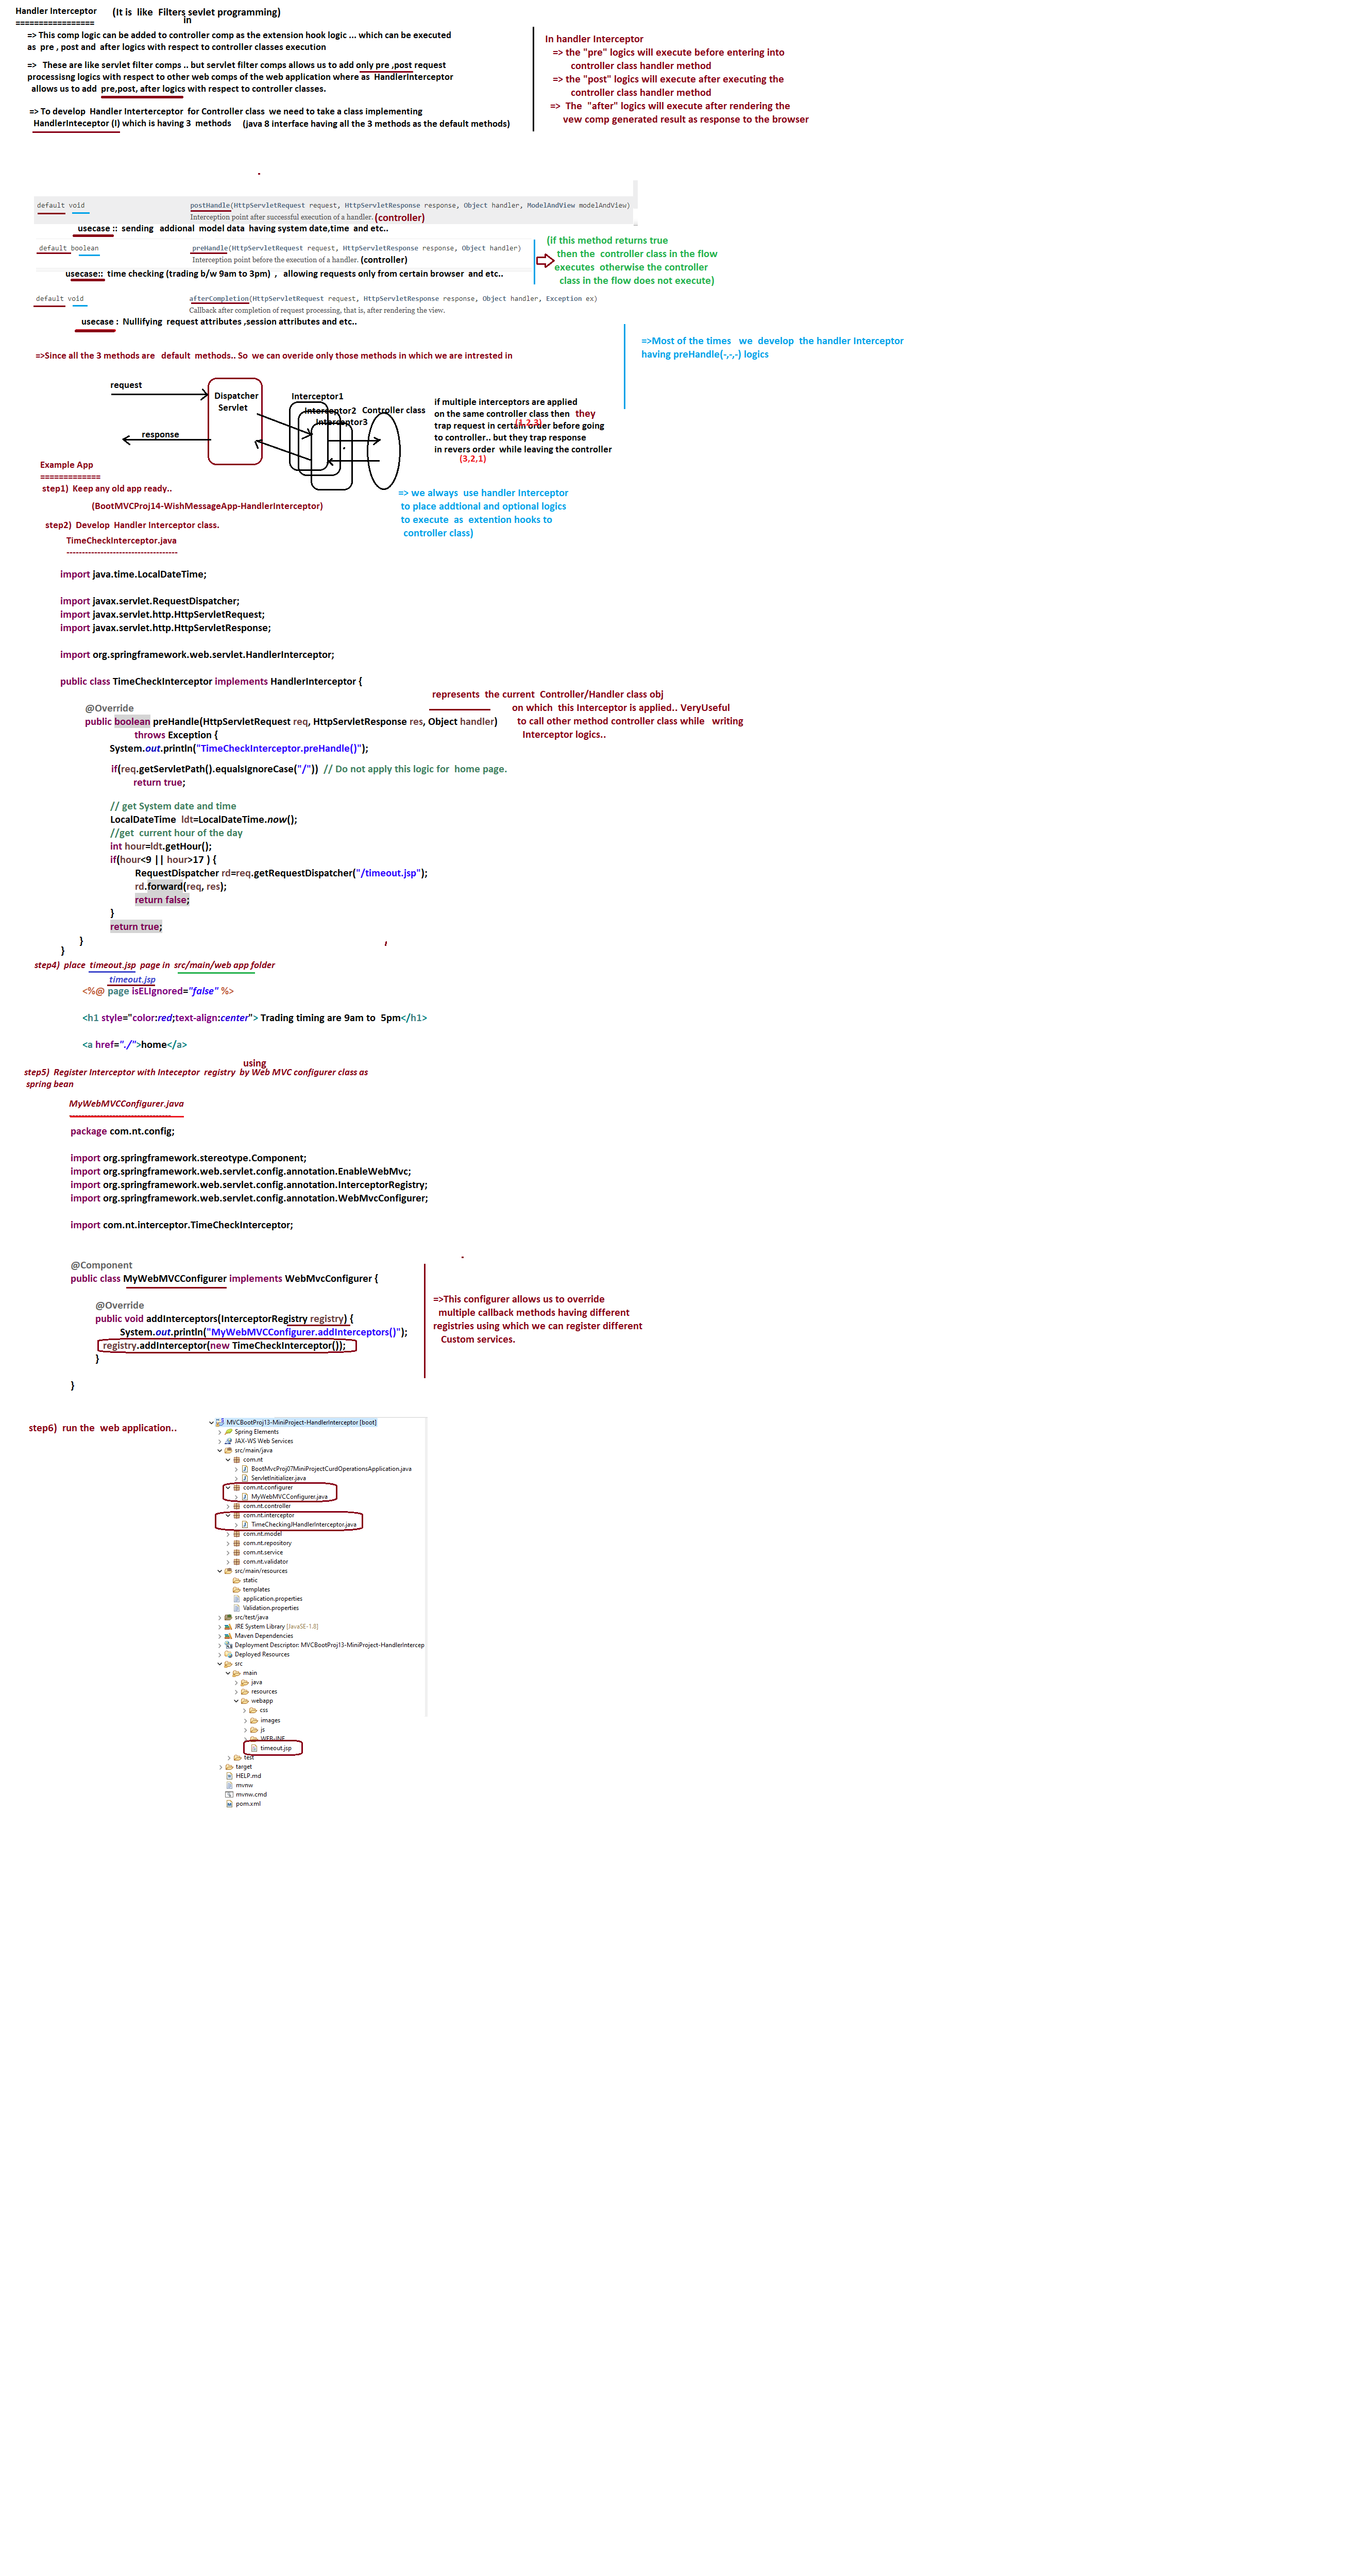 Handler Interceptor (It is like Filters sevlet programming)
in
=================
=> This comp logic can be added to controller comp as the extension hook logic ... which can be executed
as pre , post and after logics with respect to controller classes execution
=> These are like servlet filter comps .. but servlet filter comps allows us to add only pre ,post request
processisng logics with respect to other web comps of the web application where as HandlerInterceptor
allows us to add pre,post, after logics with respect to controller classes.
=> To develop Handler Interterceptor for Controller class we need to take a class implementing
HandlerInteceptor (I) which is having 3 methods (java 8 interface having all the 3 methods as the default methods)
In handler Interceptor
=> the "pre" logics will execute before entering into
controller class handler method
=> the "post" logics will execute after executing the
controller class handler method
=> The "after" logics will execute after rendering the
vew comp generated result as response to the browser
default void postHandle(HttpServletRequest request, HttpServletResponse response, Object handler, ModelAndView modelAndView)
Interception point after successful execution of a handler. (controller)
usecase :: sending addional model data having system date,time and etc..
default boolean preHandle(HttpServletRequest request, HttpServletResponse response, Object handler)
Interception point before the execution of a handler. (controller)
usecase:: time checking (trading b/w 9am to 3pm) , allowing requests only from certain browser and etc..
(if this method returns true
then the controller class in the flow
executes otherwise the controller
class in the flow does not execute)
default void afterCompletion(HttpServletRequest request, HttpServletResponse response, Object handler, Exception ex)
Callback after completion of request processing, that is, after rendering the view.
usecase : Nullifying request attributes ,session attributes and etc..
=>Since all the 3 methods are default methods.. So we can overide only those methods in which we are intrested in
=>Most of the times we develop the handler Interceptor
having preHandle(-,-,-) logics
request
Dispatcher
Servlet
response
Interceptor1
Interceptor2
Interceptor3
Controller class
if multiple interceptors are applied
on the same controller class then they
trap request in certain order before going
(1,2,3)
to controller.. but they trap response
in revers order while leaving the controller
(3,2,1)
Example App
=============
step1) Keep any old app ready..
(BootMVCProj14-WishMessageApp-HandlerInterceptor)
=> we always use handler Interceptor
to place addtional and optional logics
to execute as extention hooks to
controller class)
step2) Develop Handler Interceptor class.
TimeCheckInterceptor.java
------------------------------------
import java.time.LocalDateTime;
import javax.servlet.RequestDispatcher;
import javax.servlet.http.HttpServletRequest;
import javax.servlet.http.HttpServletResponse;
import org.springframework.web.servlet.HandlerInterceptor;
public class TimeCheckInterceptor implements HandlerInterceptor {
@Override
public boolean preHandle(HttpServletRequest req, HttpServletResponse res, Object handler)
throws Exception {
represents the current Controller/Handler class obj
on which this Interceptor is applied.. VeryUseful
to call other method controller class while writing
Interceptor logics..
System.out.println("TimeCheckInterceptor.preHandle()");
if(req.getServletPath().equalsIgnoreCase("/")) // Do not apply this logic for home page.
return true;
// get System date and time
LocalDateTime ldt=LocalDateTime.now();
//get current hour of the day
int hour=ldt.getHour();
if(hour<9 || hour>17 ) {
RequestDispatcher rd=req.getRequestDispatcher("/timeout.jsp");
rd.forward(req, res);
return false;
}
return true;
}
}
step4) place timeout.jsp page in src/main/web app folder
timeout.jsp
<%@ page isELIgnored="false" %>
<h1 style="color:red;text-align:center"> Trading timing are 9am to 5pm</h1>
<a href="./">home</a>
using
step5) Register Interceptor with Inteceptor registry by Web MVC configurer class as
spring bean
MyWebMVCConfigurer.java
---------------------------------
package com.nt.config;
import org.springframework.stereotype.Component;
import org.springframework.web.servlet.config.annotation.EnableWebMvc;
import org.springframework.web.servlet.config.annotation.InterceptorRegistry;
import org.springframework.web.servlet.config.annotation.WebMvcConfigurer;
import com.nt.interceptor.TimeCheckInterceptor;
@Component
public class MyWebMVCConfigurer implements WebMvcConfigurer {
@Override
public void addInterceptors(InterceptorRegistry registry) {
System.out.println("MyWebMVCConfigurer.addInterceptors()");
registry.addInterceptor(new TimeCheckInterceptor());
}
}
=>This configurer allows us to override
multiple callback methods having different
registries using which we can register different
Custom services.
step6) run the web application..
MVCBootProj13-MiniProject-HandlerInterceptor [boot]
Spring Elements
JAX-WS Web Services
src/main/java
com.nt
BootMvcProj07MiniProjectCurdOperationsApplication.java
ServletInitializer.java
com.nt.configurer
MyWebMVCConfigurer.java
com.nt.controller
com.nt.interceptor
TimeCheckingJHandlerInterceptor.java
com.nt.model
com.nt.repository
com.nt.service
com.nt.validator
src/main/resources
static
templates
application.properties
Validation.properties
src/test/java
JRE System Library [JavaSE-1.8]
Maven Dependencies
Deployment Descriptor: MVCBootProj13-MiniProject-HandlerIntercep
Deployed Resources
src
main
java
resources
webapp
css
images
js
WEB-INF
timeout.jsp
test
target
HELP.md
mvnw
mvnw.cmd
pom.xml